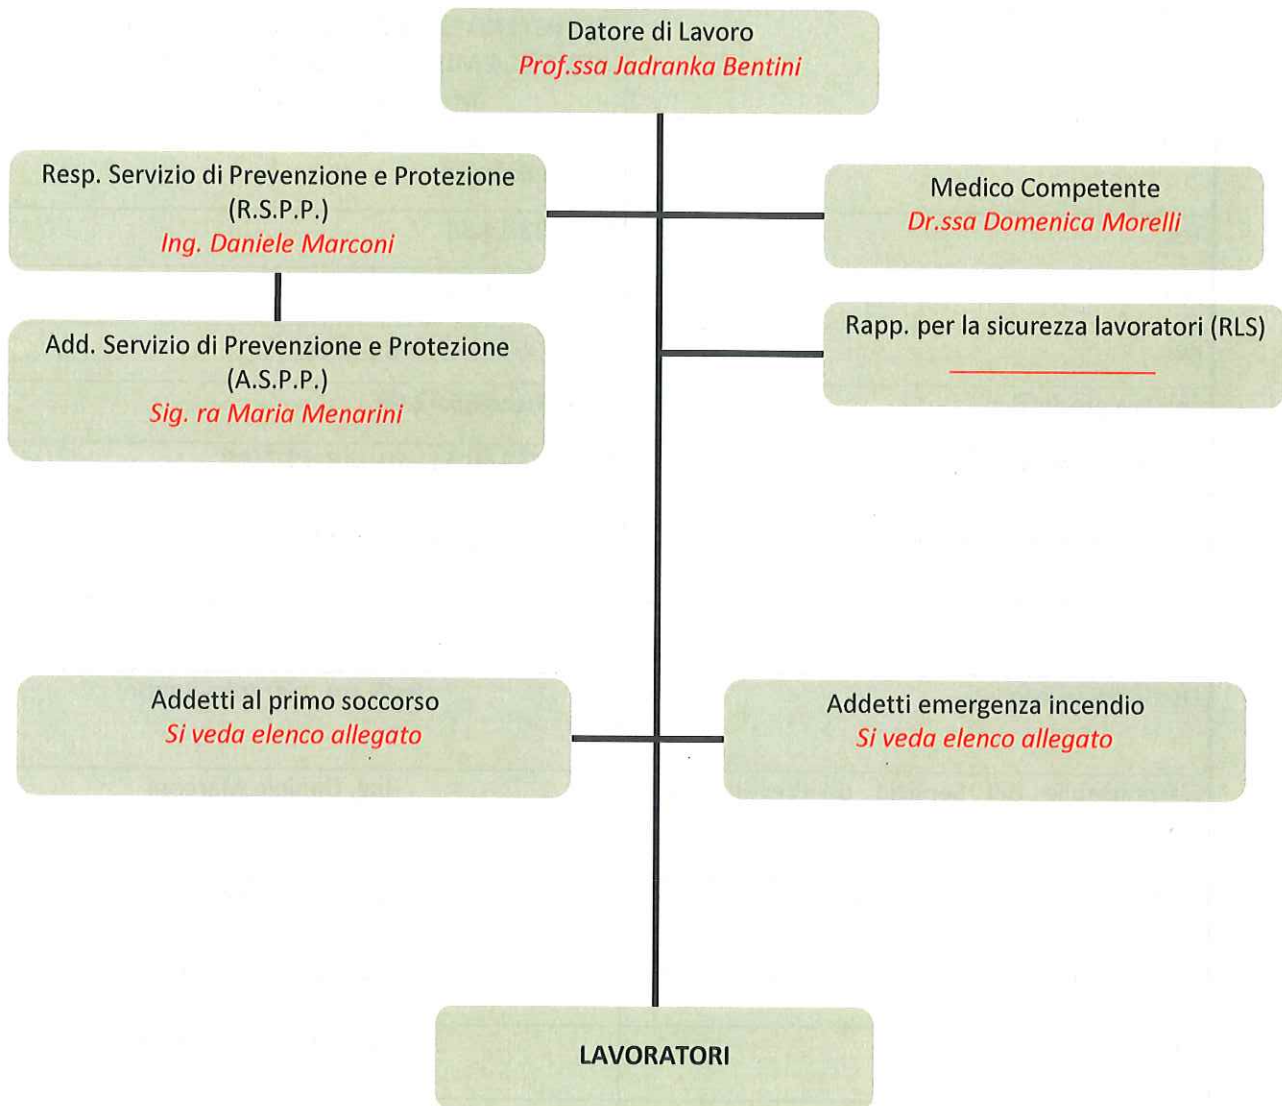 Datore di Lavoro
Prof.ssa Jadranka Bentini
Resp. Servizio di Prevenzione e Protezione
(R.S.P.P.)
Ing. Daniele Marconi
Medico Competente
Dr.ssa Domenica Morelli
Add. Servizio di Prevenzione e Protezione
(A.S.P.P.)
Sig. ra Maria Menarini
Rapp. per la sicurezza lavoratori (RLS)
Addetti al primo soccorso
Si veda elenco allegato
Addetti emergenza incendio
Si veda elenco allegato
LAVORATORI